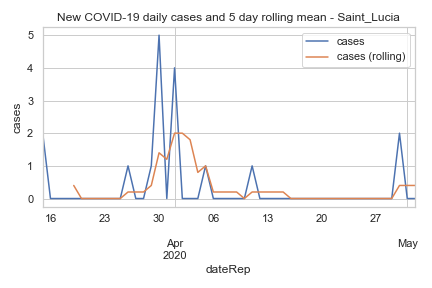 New COVID-19 daily cases and 5 day rolling mean - Saint_Lucia
cases
cases (rolling)
5
4
3
2
1
0
cases
16 23 30 06 13 20 27
Apr May
2020
dateRep